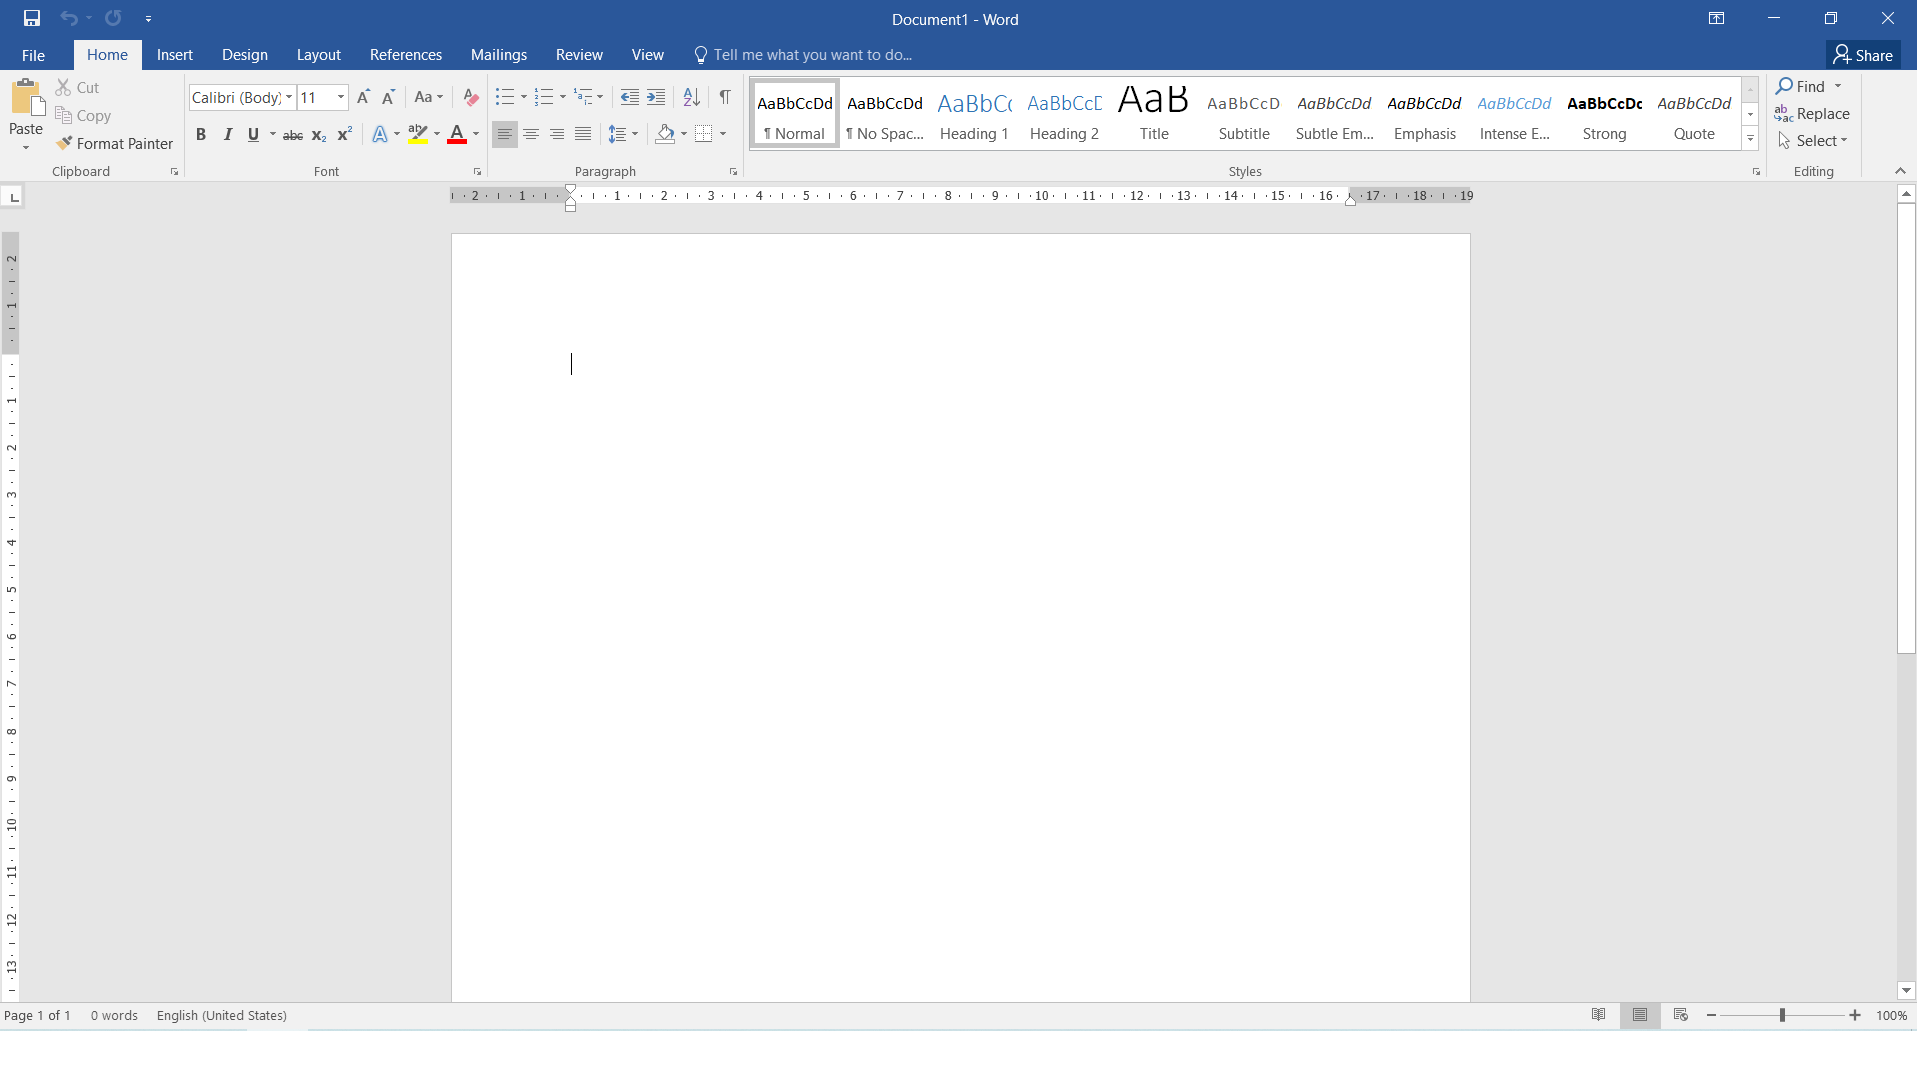 Document1 - Word
File Home Insert Design Layout References Mailings Review View Tell me what you want to do... Share
Paste
Cut
Copy
Format Painter
Clipboard
Calibri (Body) 11 Aa
B I U abc X₂ X² A ab A
Font
Paragraph
AaBbCcDd AaBbCcDd AaBbCc AaBbCcD AaB AaBbCcD AaBbCcDd AaBbCcDd AaBbCcDd AaBbCcDc AaBbCcDd
¶ Normal ¶ No Spac... Heading 1 Heading 2 Title Subtitle Subtle Em... Emphasis Intense E... Strong Quote
Styles
Find
Replace
Select
Editing
2 1 1 2 3 4 5 6 7 8 9 10 11 12 13 14 15 16 17 18 19
2
1
1
2
3
4
5
6
7
8
9
10
11
12
13
Page 1 of 1 0 words English (United States) 100%